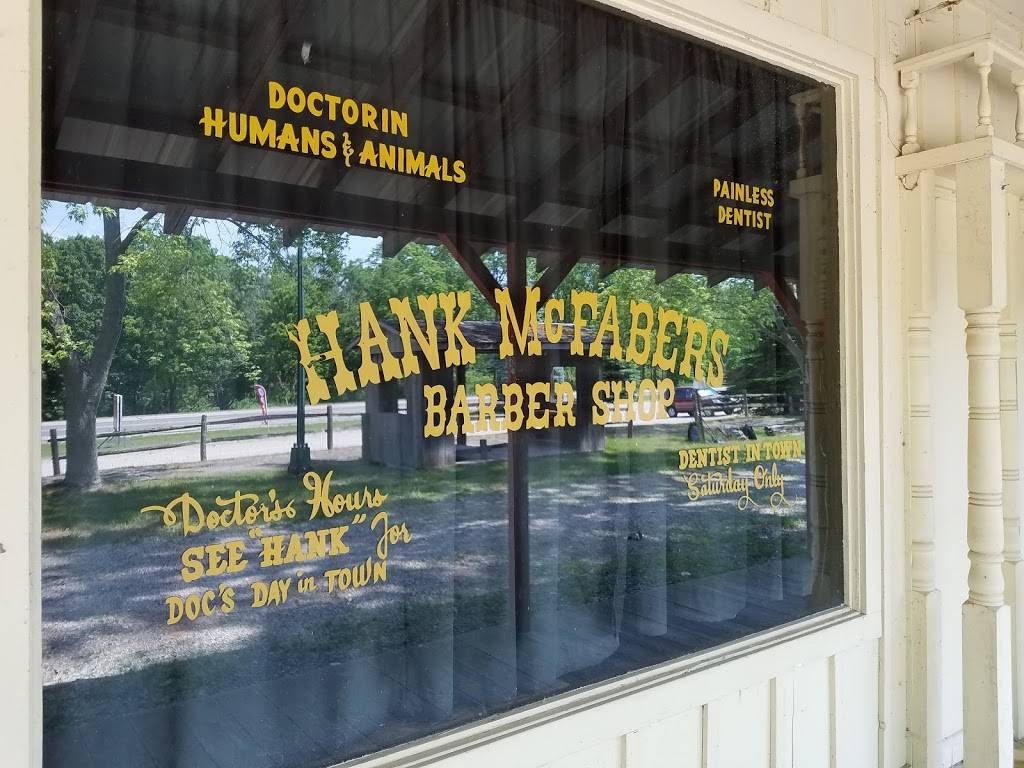 DOCTORIN
HUMANS & ANIMALS
PAINLESS
DENTIST
HANK McFABERS
BARBER SHOP
DENTIST IN TOWN
Saturday Only
Doctor's Hours
SEE "HANK" for
DOC'S DAY in TOWN